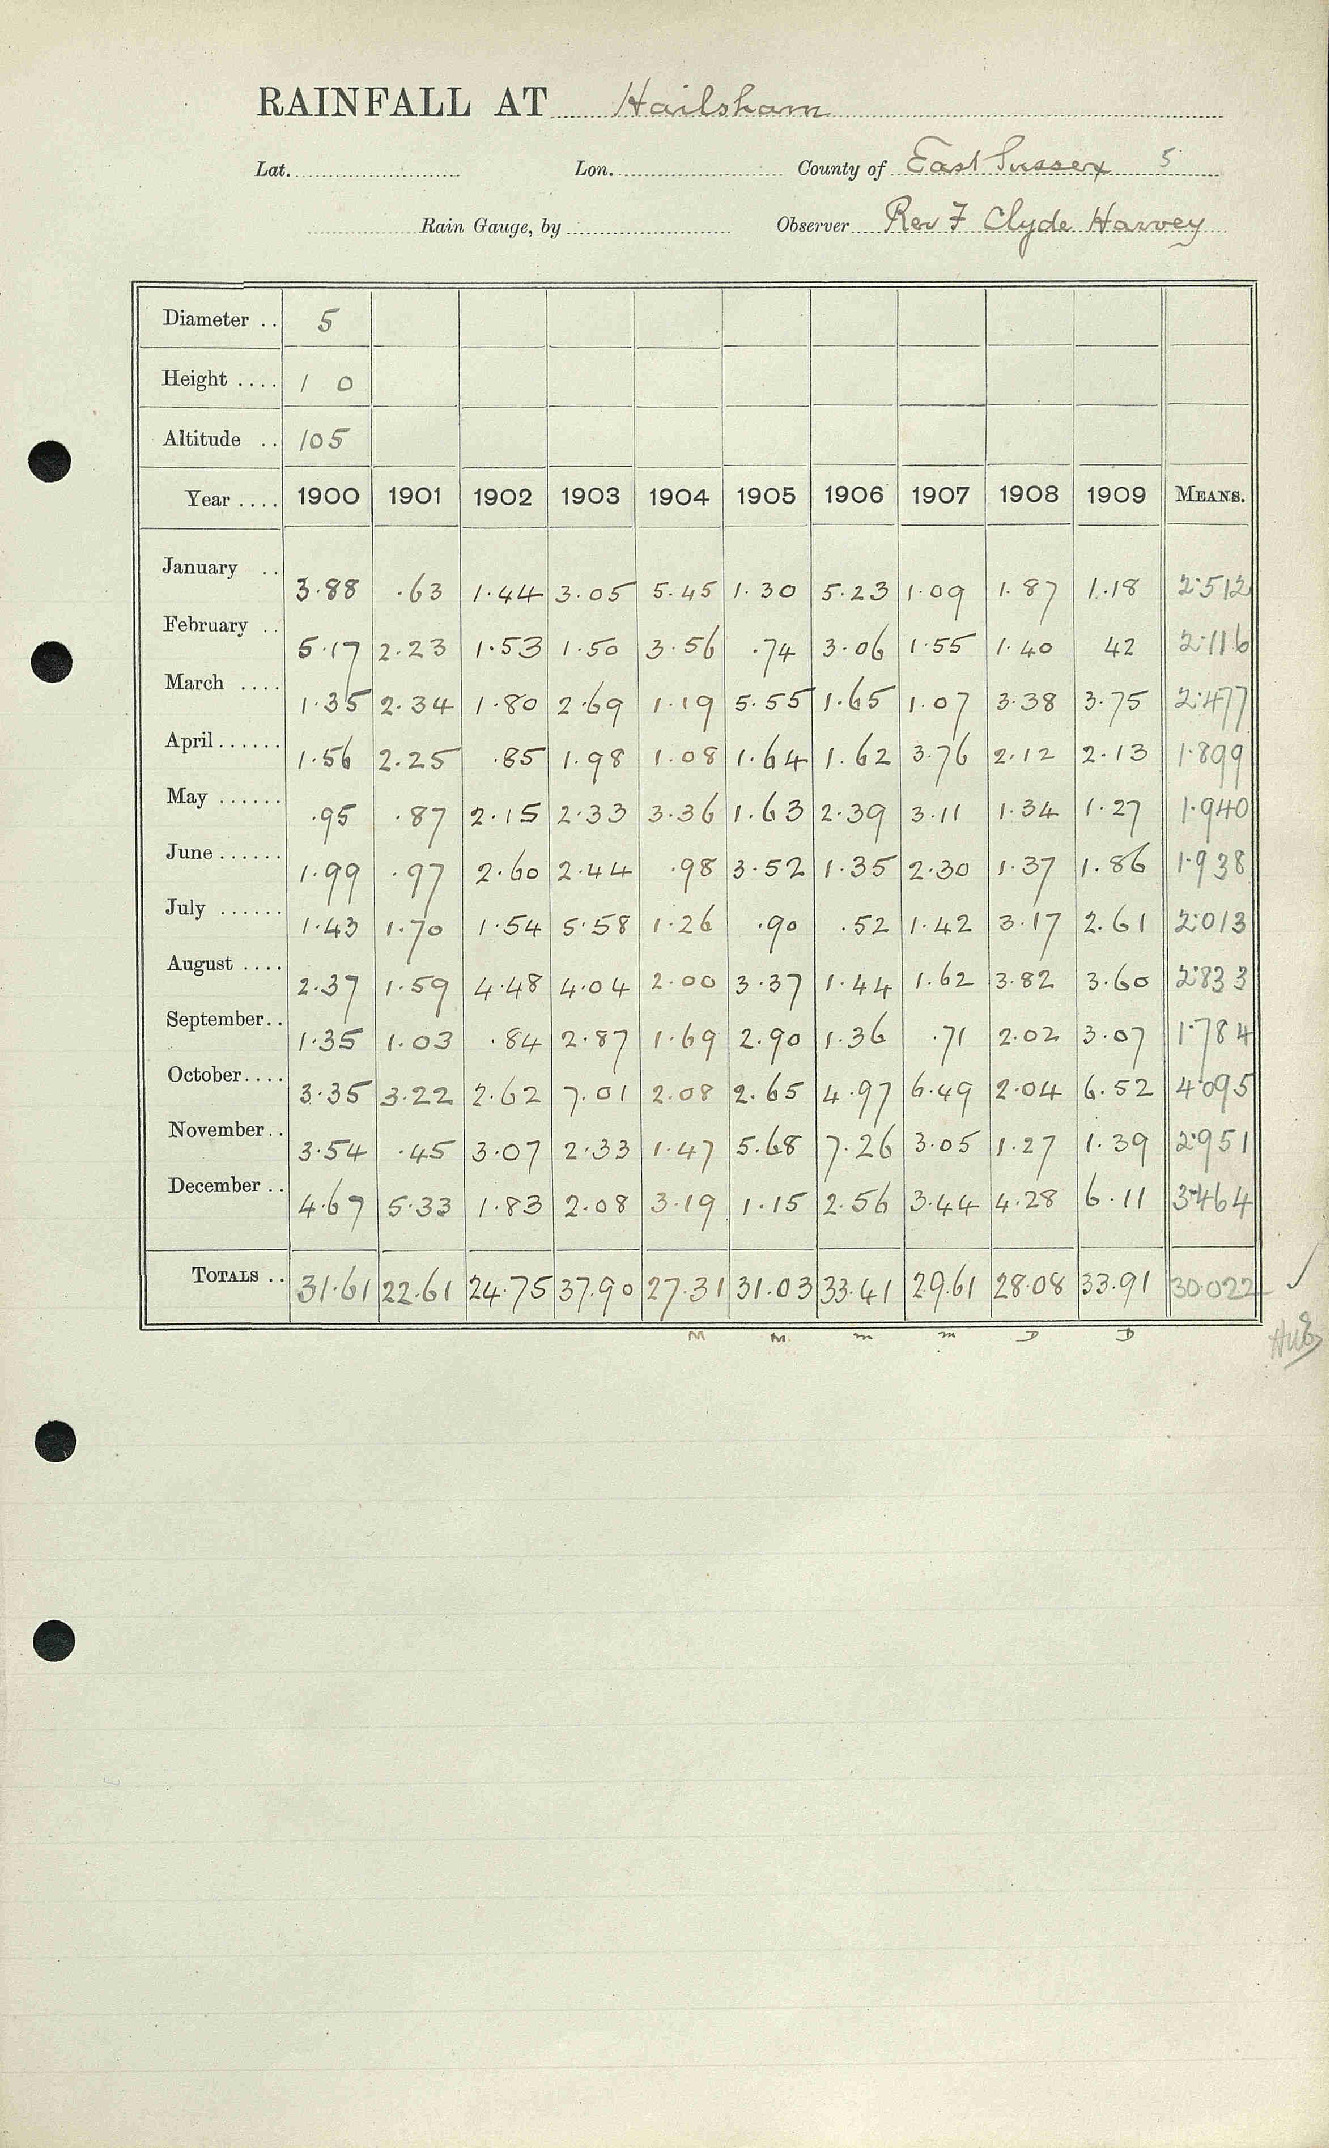 RAINFALL AT Hailsham
Lat. Lon. County of East Sussex 5
Rain Gauge, by Observer Rev F Clyde Harvey
Diameter .. 5
Height .... 1 0
Altitude .. 105
Year .... 1900 1901 1902 1903 1904 1905 1906 1907 1908 1909 MEANS.
January .. 3.88 .63 1.44 3.05 5.45 1.30 5.23 1.09 1.87 1.18 2.512
February .. 5.17 2.23 1.53 1.50 3.56 .74 3.06 1.55 1.40 42 2.116
March .... 1.35 2.34 1.80 2.69 1.19 5.55 1.65 1.07 3.38 3.75 2.477
April ...... 1.56 2.25 .85 1.98 1.08 1.64 1.62 3.76 2.12 2.13 1.899
May ...... .95 .87 2.15 2.33 3.36 1.63 2.39 3.11 1.34 1.27 1.940
June ...... 1.99 .97 2.60 2.44 .98 3.52 1.35 2.30 1.37 1.86 1.938
July ...... 1.43 1.70 1.54 5.58 1.26 .90 .52 1.42 3.17 2.61 2.013
August .... 2.37 1.59 4.48 4.04 2.00 3.37 1.44 1.62 3.82 3.60 2.833
September.. 1.35 1.03 .84 2.87 1.69 2.90 1.36 .71 2.02 3.07 1.784
October.... 3.35 3.22 2.62 7.01 2.08 2.65 4.97 6.49 2.04 6.52 4.095
November.. 3.54 .45 3.07 2.33 1.47 5.68 7.26 3.05 1.27 1.39 2.951
December .. 4.67 5.33 1.83 2.08 3.19 1.15 2.56 3.44 4.28 6.11 3.464
TOTALS .. 31.61 22.61 24.75 37.90 27.31 31.03 33.41 29.61 28.08 33.91 30.022
M M m m D D